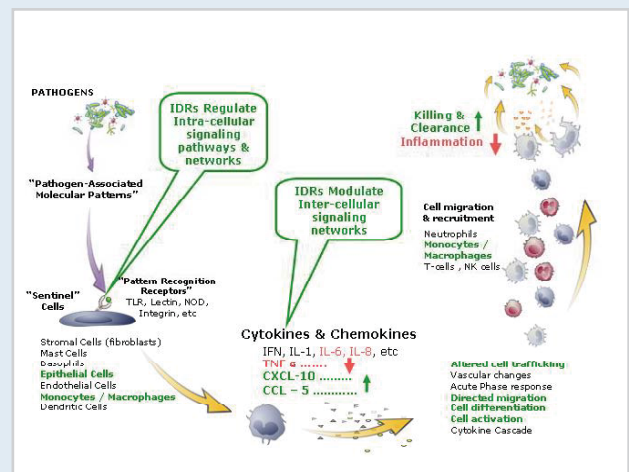 PATHOGENS
IDRs Regulate
Intra-cellular
signaling
pathways &
networks
"Pathogen-Associated
Molecular Patterns"
"Pattern Recognition
Receptors"
TLR, Lectin, NOD,
Integrin, etc
"Sentinel"
Cells
Stromal Cells (fibroblasts)
Mast Cells
Basophils
Epithelial Cells
Endothelial Cells
Monocytes / Macrophages
Dendritic Cells
IDRs Modulate
Inter-cellular
signaling
networks
Cytokines & Chemokines
IFN, IL-1, IL-6, IL-8, etc
TNF α .......
CXCL-10 .........
CCL – 5 ............
Killing &
Clearance
Inflammation
Cell migration
& recruitment
Neutrophils
Monocytes /
Macrophages
T-cells , NK cells
Altered cell trafficking
Vascular changes
Acute Phase response
Directed migration
Cell differentiation
Cell activation
Cytokine Cascade